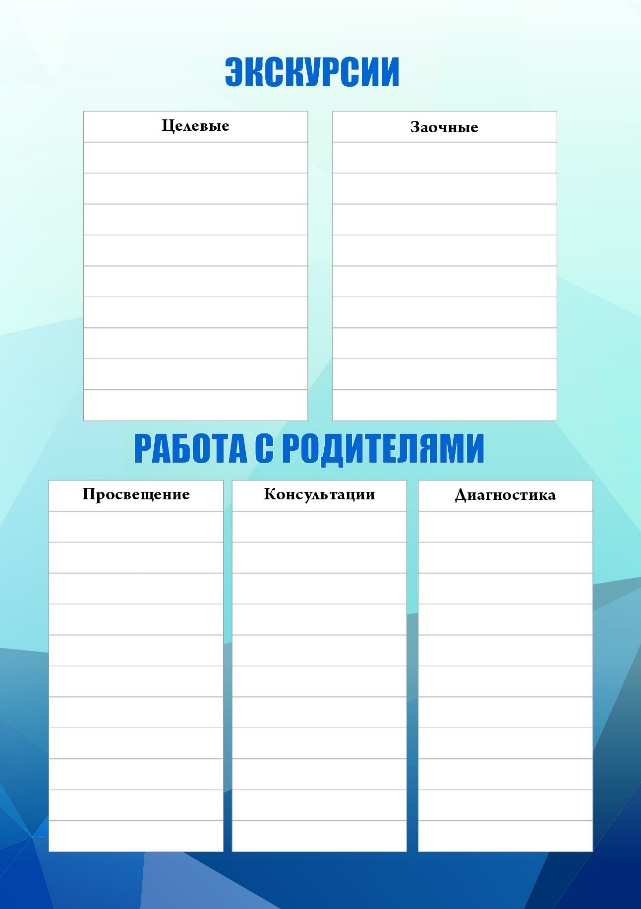 ЭКСКУРСИИ
Целевые
Заочные
РАБОТА С РОДИТЕЛЯМИ
Просвещение
Консультации
Диагностика